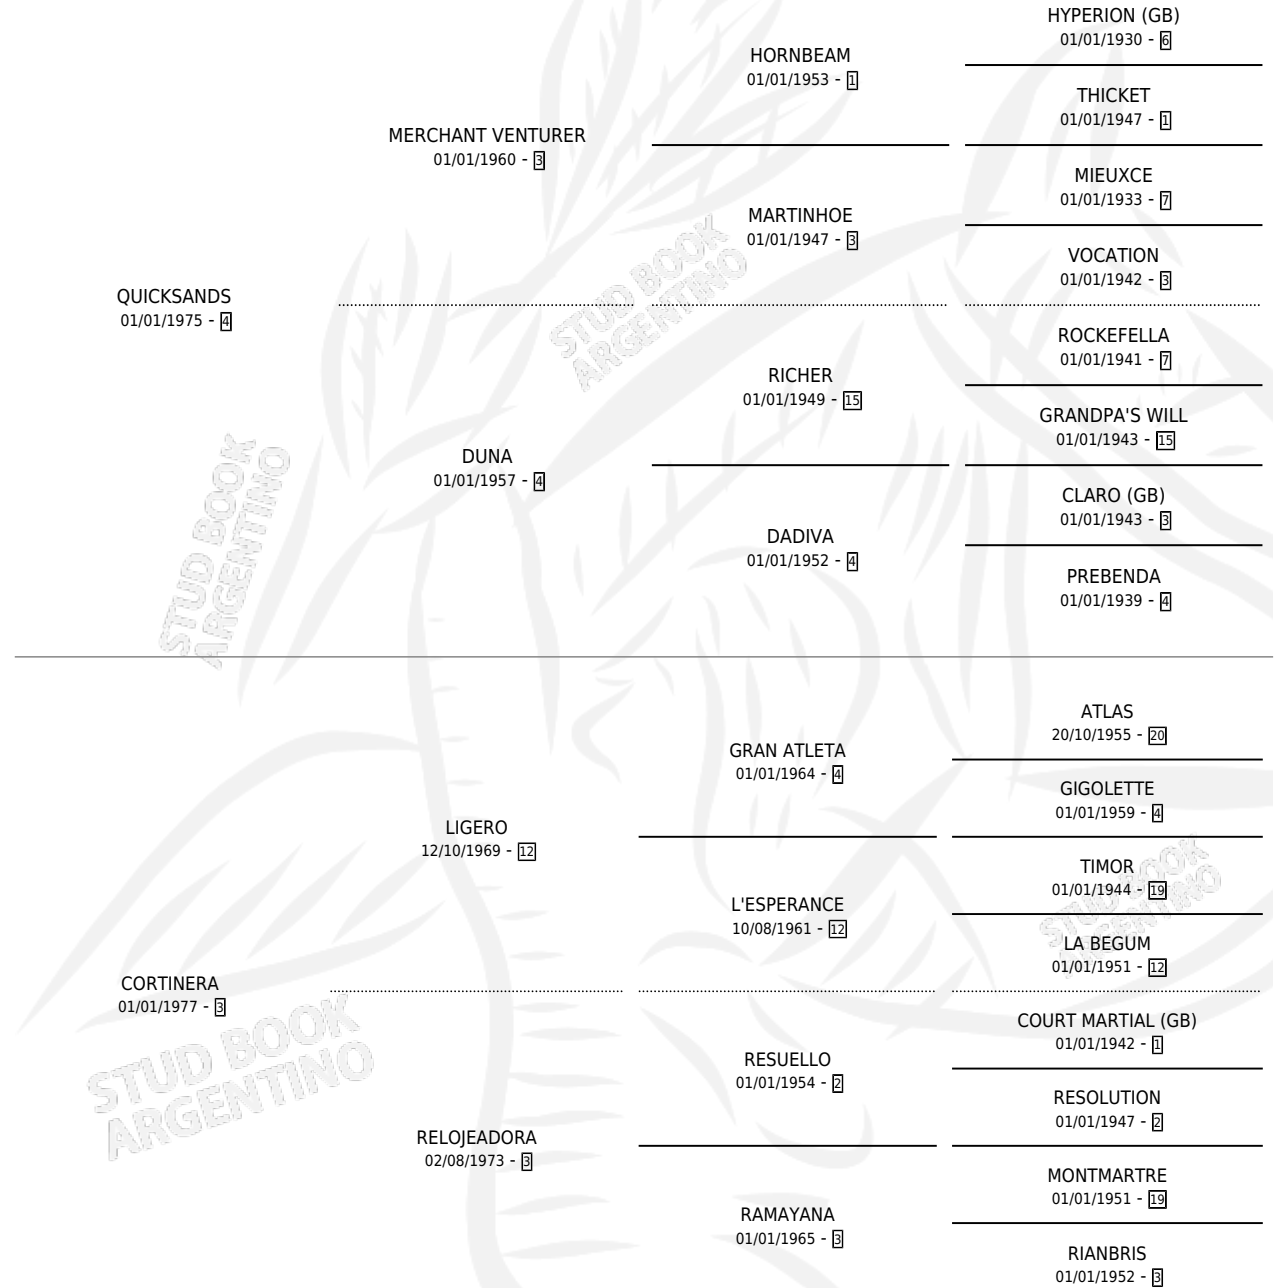 HYPERION (GB)
01/01/1930 - 6
HORNBEAM
01/01/1953 - 1
THICKET
01/01/1947 - 1
MERCHANT VENTURER
01/01/1960 - 3
MIEUXCE
01/01/1933 - 7
MARTINHOE
01/01/1947 - 3
VOCATION
01/01/1942 - 3
QUICKSANDS
01/01/1975 - 4
STUD BOOK
ARGENTINO
ROCKEFELLA
01/01/1941 - 7
RICHER
01/01/1949 - 15
GRANDPA'S WILL
01/01/1943 - 15
DUNA
01/01/1957 - 4
CLARO (GB)
01/01/1943 - 3
DADIVA
01/01/1952 - 4
PREBENDA
01/01/1939 - 4
STUD BOOK
ARGENTINO
ATLAS
20/10/1955 - 20
GRAN ATLETA
01/01/1964 - 4
GIGOLETTE
01/01/1959 - 4
LIGERO
12/10/1969 - 12
TIMOR
01/01/1944 - 19
L'ESPERANCE
10/08/1961 - 12
LA BEGUM
01/01/1951 - 12
STUD BOOK
ARGENTINO
CORTINERA
01/01/1977 - 3
COURT MARTIAL (GB)
01/01/1942 - 1
RESUELLO
01/01/1954 - 2
RESOLUTION
01/01/1947 - 2
STUD BOOK
ARGENTINO
RELOJEADORA
02/08/1973 - 3
MONTMARTRE
01/01/1951 - 19
RAMAYANA
01/01/1965 - 3
RIANBRIS
01/01/1952 - 3